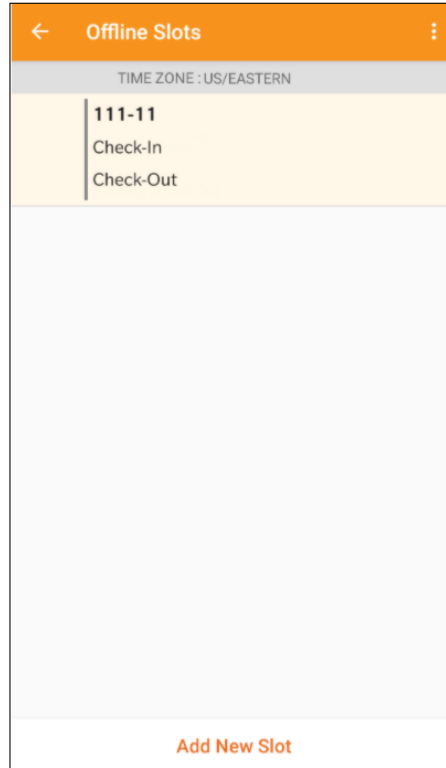 Offline Slots
TIME ZONE : US/EASTERN
111-11
Check-In
Check-Out
Add New Slot